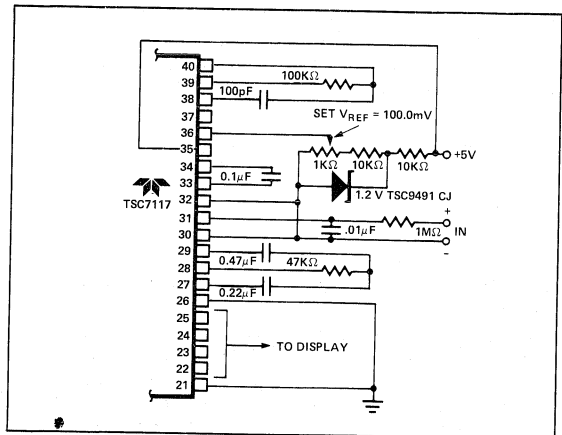 40
39
100KΩ
38
100pF
37
36
SET VREF = 100.0mV
35
1KΩ
10KΩ
10KΩ
+5V
34
33
0.1μF
1.2 V TSC9491 CJ
TSC7117
32
31
+
.01μF
1MΩ
IN
30
–
29
0.47μF
47KΩ
28
27
0.22μF
26
25
24
TO DISPLAY
23
22
21